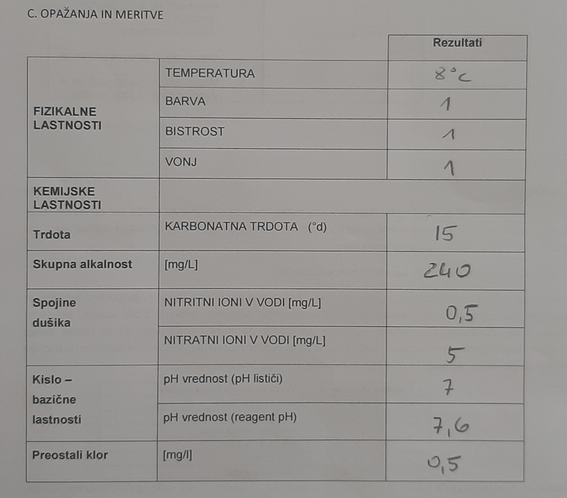 C. OPAŽANJA IN MERITVE
Rezultati
FIZIKALNE
LASTNOSTI
TEMPERATURA 8°C
BARVA 1
BISTROST 1
VONJ 1
KEMIJSKE
LASTNOSTI
Trdota KARBONATNA TRDOTA (°d) 15
Skupna alkalnost [mg/L] 240
Spojine
dušika
NITRITNI IONI V VODI [mg/L] 0,5
NITRATNI IONI V VODI [mg/L] 5
Kislo –
bazične
lastnosti
pH vrednost (pH lističi) 7
pH vrednost (reagent pH) 7,6
Preostali klor [mg/l] 0,5